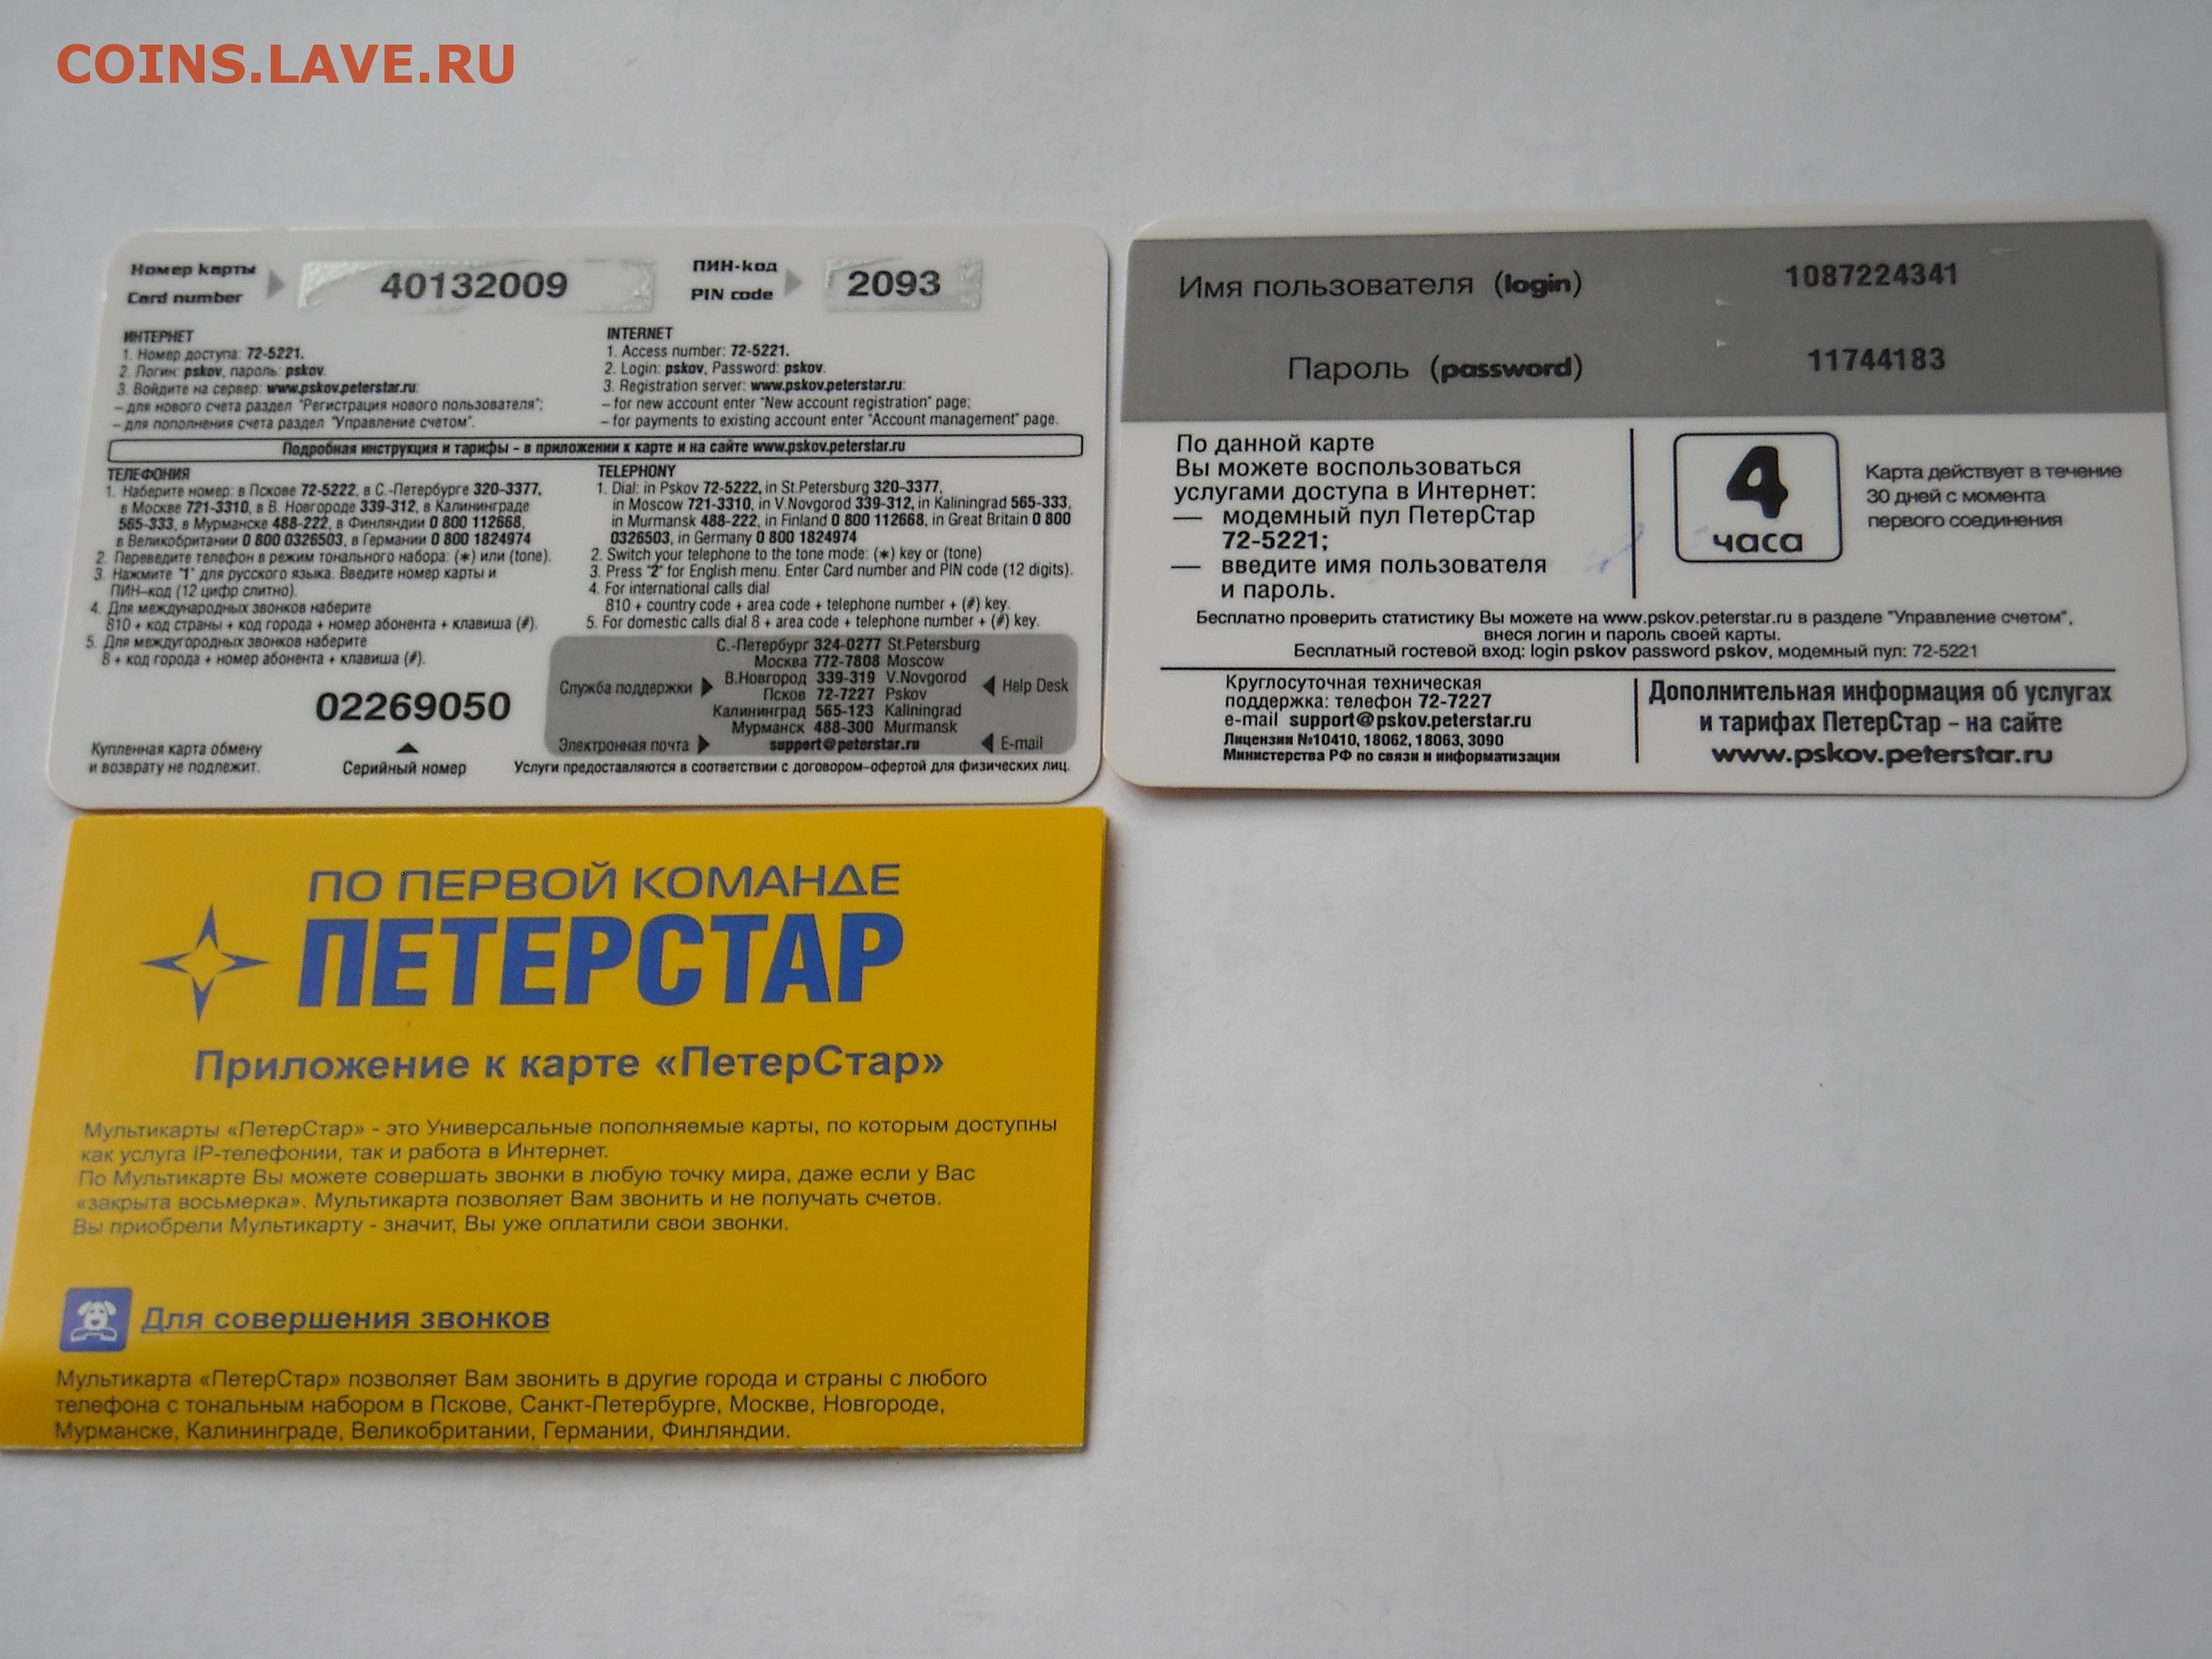 COINS.LAVE.RU
Номер карты
Card number
40132009
ПИН-код
PIN code
2093
ИНТЕРНЕТ
1. Номер доступа: 72-5221.
2. Логин: pskov, пароль: pskov.
3. Войдите на сервер: www.pskov.peterstar.ru:
– для нового счета раздел "Регистрация нового пользователя";
– для пополнения счета раздел "Управление счетом".
INTERNET
1. Access number: 72-5221.
2. Login: pskov, Password: pskov.
3. Registration server: www.pskov.peterstar.ru:
– for new account enter "New account registration" page;
– for payments to existing account enter "Account management" page.
Подробная инструкция и тарифы - в приложении к карте и на сайте www.pskov.peterstar.ru
ТЕЛЕФОНИЯ
1. Наберите номер: в Пскове 72-5222, в С.-Петербурге 320-3377,
в Москве 721-3310, в В. Новгороде 339-312, в Калининграде
565-333, в Мурманске 488-222, в Финляндии 0 800 112668,
в Великобритании 0 800 0326503, в Германии 0 800 1824974
2. Переведите телефон в режим тонального набора: (∗) или (tone).
3. Нажмите "1" для русского языка. Введите номер карты и
ПИН–код (12 цифр слитно).
4. Для международных звонков наберите
810 + код страны + код города + номер абонента + клавиша (#).
5. Для междугородных звонков наберите
8 + код города + номер абонента + клавиша (#).
TELEPHONY
1. Dial: in Pskov 72-5222, in St.Petersburg 320-3377,
in Moscow 721-3310, in V.Novgorod 339-312, in Kaliningrad 565-333,
in Murmansk 488-222, in Finland 0 800 112668, in Great Britain 0 800
0326503, in Germany 0 800 1824974
2. Switch your telephone to the tone mode: (∗) key or (tone)
3. Press "2" for English menu. Enter Card number and PIN code (12 digits).
4. For international calls dial
810 + country code + area code + telephone number + (#) key.
5. For domestic calls dial 8 + area code + telephone number + (#) key.
02269050
Купленная карта обмену
и возврату не подлежит.
Серийный номер
Служба поддержки
С.-Петербург 324-0277 St.Petersburg
Москва 772-7808 Moscow
В.Новгород 339-319 V.Novgorod
Псков 72-7227 Pskov
Калининград 565-123 Kaliningrad
Мурманск 488-300 Murmansk
Help Desk
Электронная почта support@peterstar.ru E-mail
Услуги предоставляются в соответствии с договором–офертой для физических лиц.
Имя пользователя (login) 1087224341
Пароль (password) 11744183
По данной карте
Вы можете воспользоваться
услугами доступа в Интернет:
— модемный пул ПетерСтар
72-5221;
— введите имя пользователя
и пароль.
4
часа
Карта действует в течение
30 дней с момента
первого соединения
Бесплатно проверить статистику Вы можете на www.pskov.peterstar.ru в разделе "Управление счетом",
внеся логин и пароль своей карты.
Бесплатный гостевой вход: login pskov password pskov, модемный пул: 72-5221
Круглосуточная техническая
поддержка: телефон 72-7227
e-mail support@pskov.peterstar.ru
Лицензии №10410, 18062, 18063, 3090
Министерства РФ по связи и информатизации
Дополнительная информация об услугах
и тарифах ПетерСтар – на сайте
www.pskov.peterstar.ru
ПО ПЕРВОЙ КОМАНДЕ
ПЕТЕРСТАР
Приложение к карте «ПетерСтар»
Мультикарты «ПетерСтар» - это Универсальные пополняемые карты, по которым доступны
как услуга IP-телефонии, так и работа в Интернет.
По Мультикарте Вы можете совершать звонки в любую точку мира, даже если у Вас
«закрыта восьмерка». Мультикарта позволяет Вам звонить и не получать счетов.
Вы приобрели Мультикарту - значит, Вы уже оплатили свои звонки.
Для совершения звонков
Мультикарта «ПетерСтар» позволяет Вам звонить в другие города и страны с любого
телефона с тональным набором в Пскове, Санкт-Петербурге, Москве, Новгороде,
Мурманске, Калининграде, Великобритании, Германии, Финляндии.